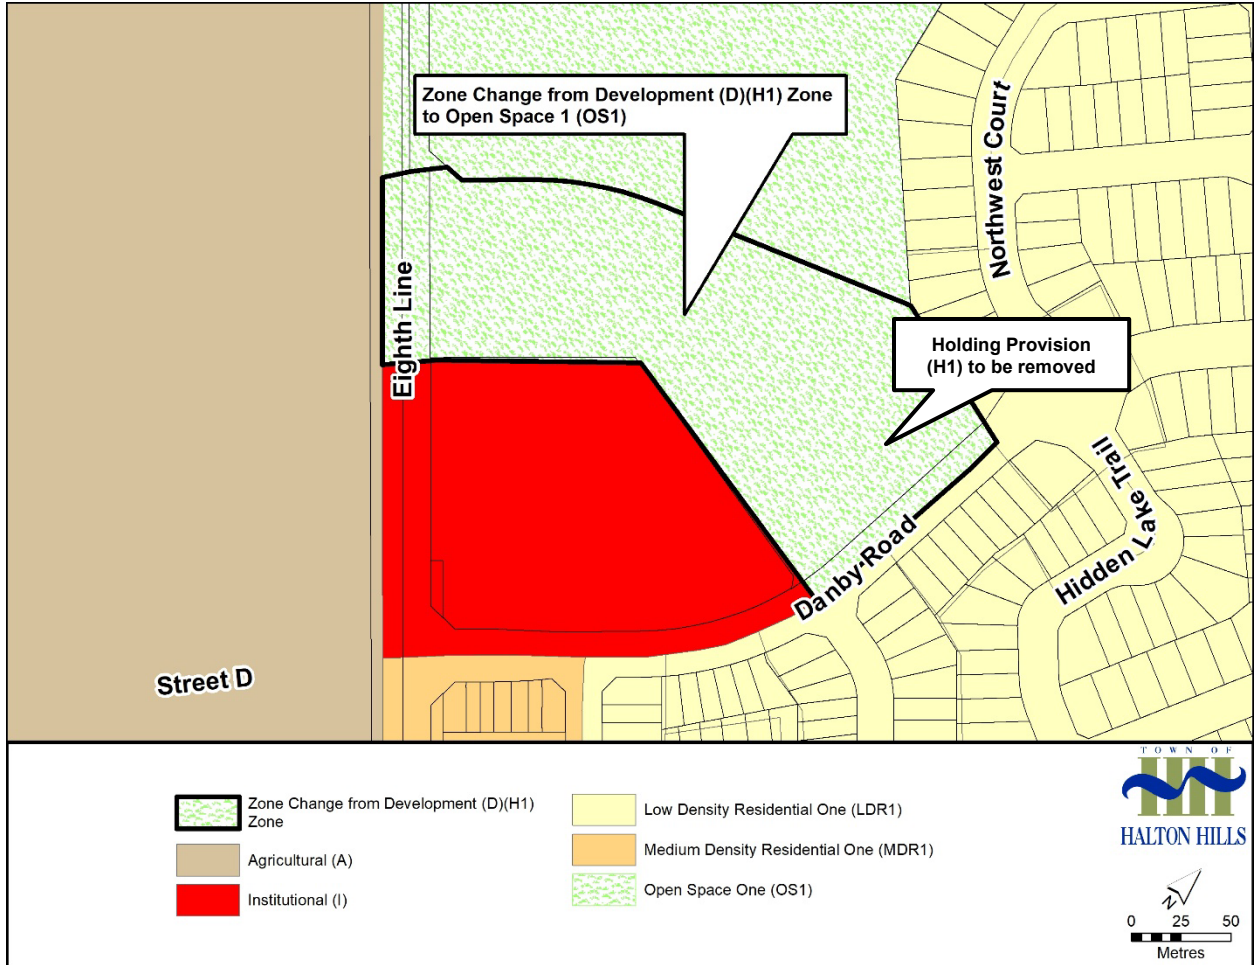 Zone Change from Development (D)(H1) Zone
to Open Space 1 (OS1)
Northwest Court
Eighth Line
Holding Provision
(H1) to be removed
Hidden Lake Trail
Danby Road
Street D
Zone Change from Development (D)(H1)
Zone
Agricultural (A)
Institutional (I)
Low Density Residential One (LDR1)
Medium Density Residential One (MDR1)
Open Space One (OS1)
TOWN OF
HALTON HILLS
N
0 25 50
Metres